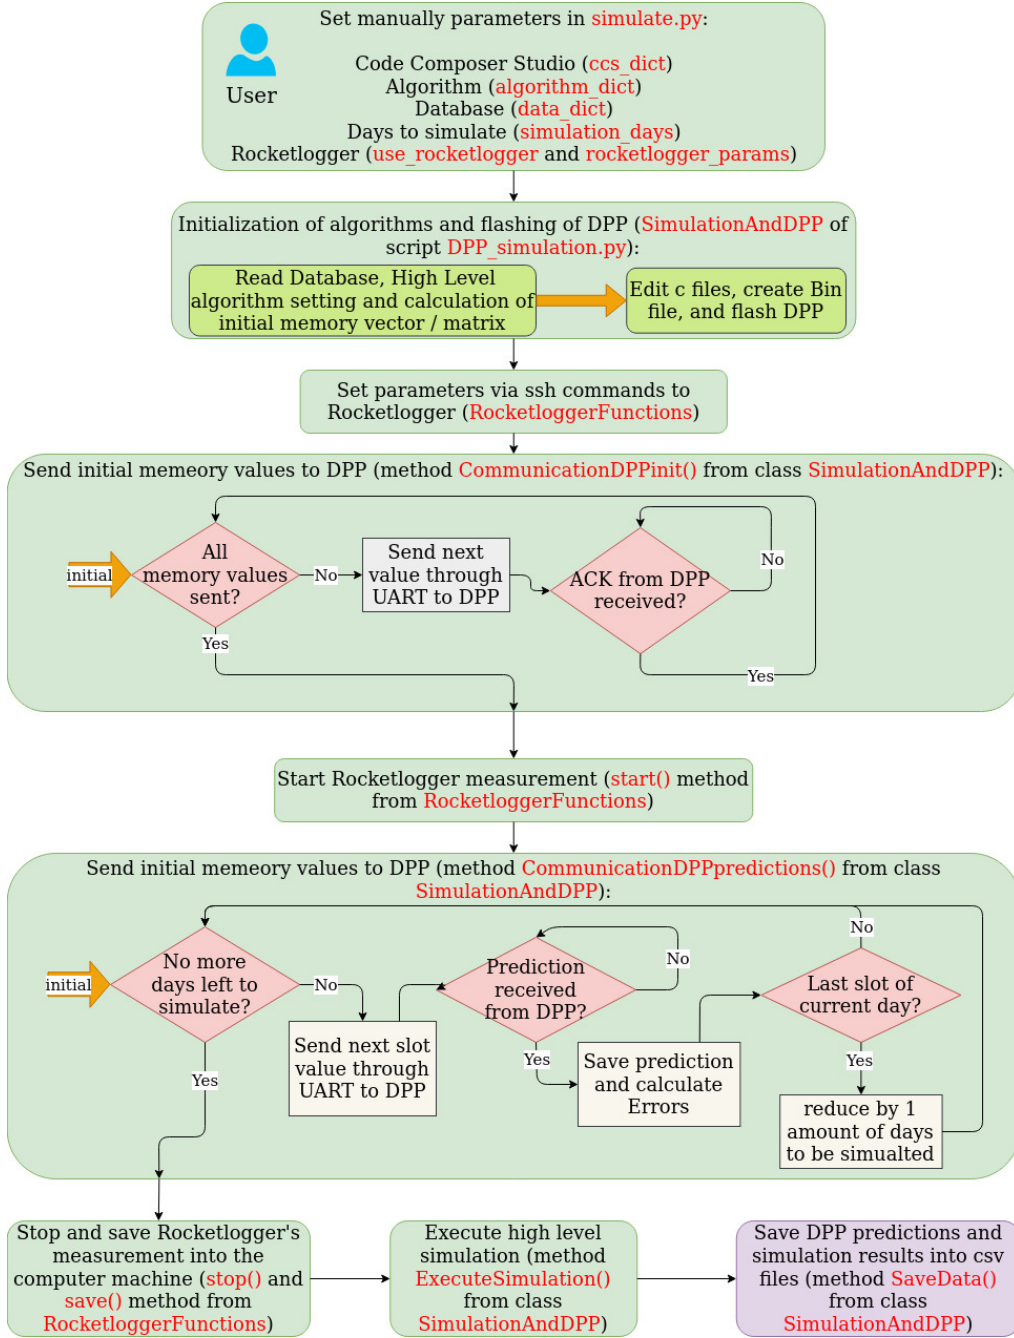 Set manually parameters in simulate.py:
User
Code Composer Studio (ccs_dict)
Algorithm (algorithm_dict)
Database (data_dict)
Days to simulate (simulation_days)
Rocketlogger (use_rocketlogger and rocketlogger_params)
Initialization of algorithms and flashing of DPP (SimulationAndDPP of
script DPP_simulation.py):
Read Database, High Level
algorithm setting and calculation of
initial memory vector / matrix
Edit c files, create Bin
file, and flash DPP
Set parameters via ssh commands to
Rocketlogger (RocketloggerFunctions)
Send initial memeory values to DPP (method CommunicationDPPinit() from class SimulationAndDPP):
initial
All
memory values
sent?
No
Send next
value through
UART to DPP
ACK from DPP
received?
No
Yes
Yes
Start Rocketlogger measurement (start() method
from RocketloggerFunctions)
Send initial memeory values to DPP (method CommunicationDPPpredictions() from class
SimulationAndDPP):
initial
No more
days left to
simulate?
No
Send next slot
value through
UART to DPP
Prediction
received
from DPP?
No
Yes
Save prediction
and calculate
Errors
Last slot of
current day?
No
Yes
reduce by 1
amount of days
to be simualted
Yes
Stop and save Rocketlogger's
measurement into the
computer machine (stop() and
save() method from
RocketloggerFunctions)
Execute high level
simulation (method
ExecuteSimulation()
from class
SimulationAndDPP)
Save DPP predictions and
simulation results into csv
files (method SaveData()
from class
SimulationAndDPP)